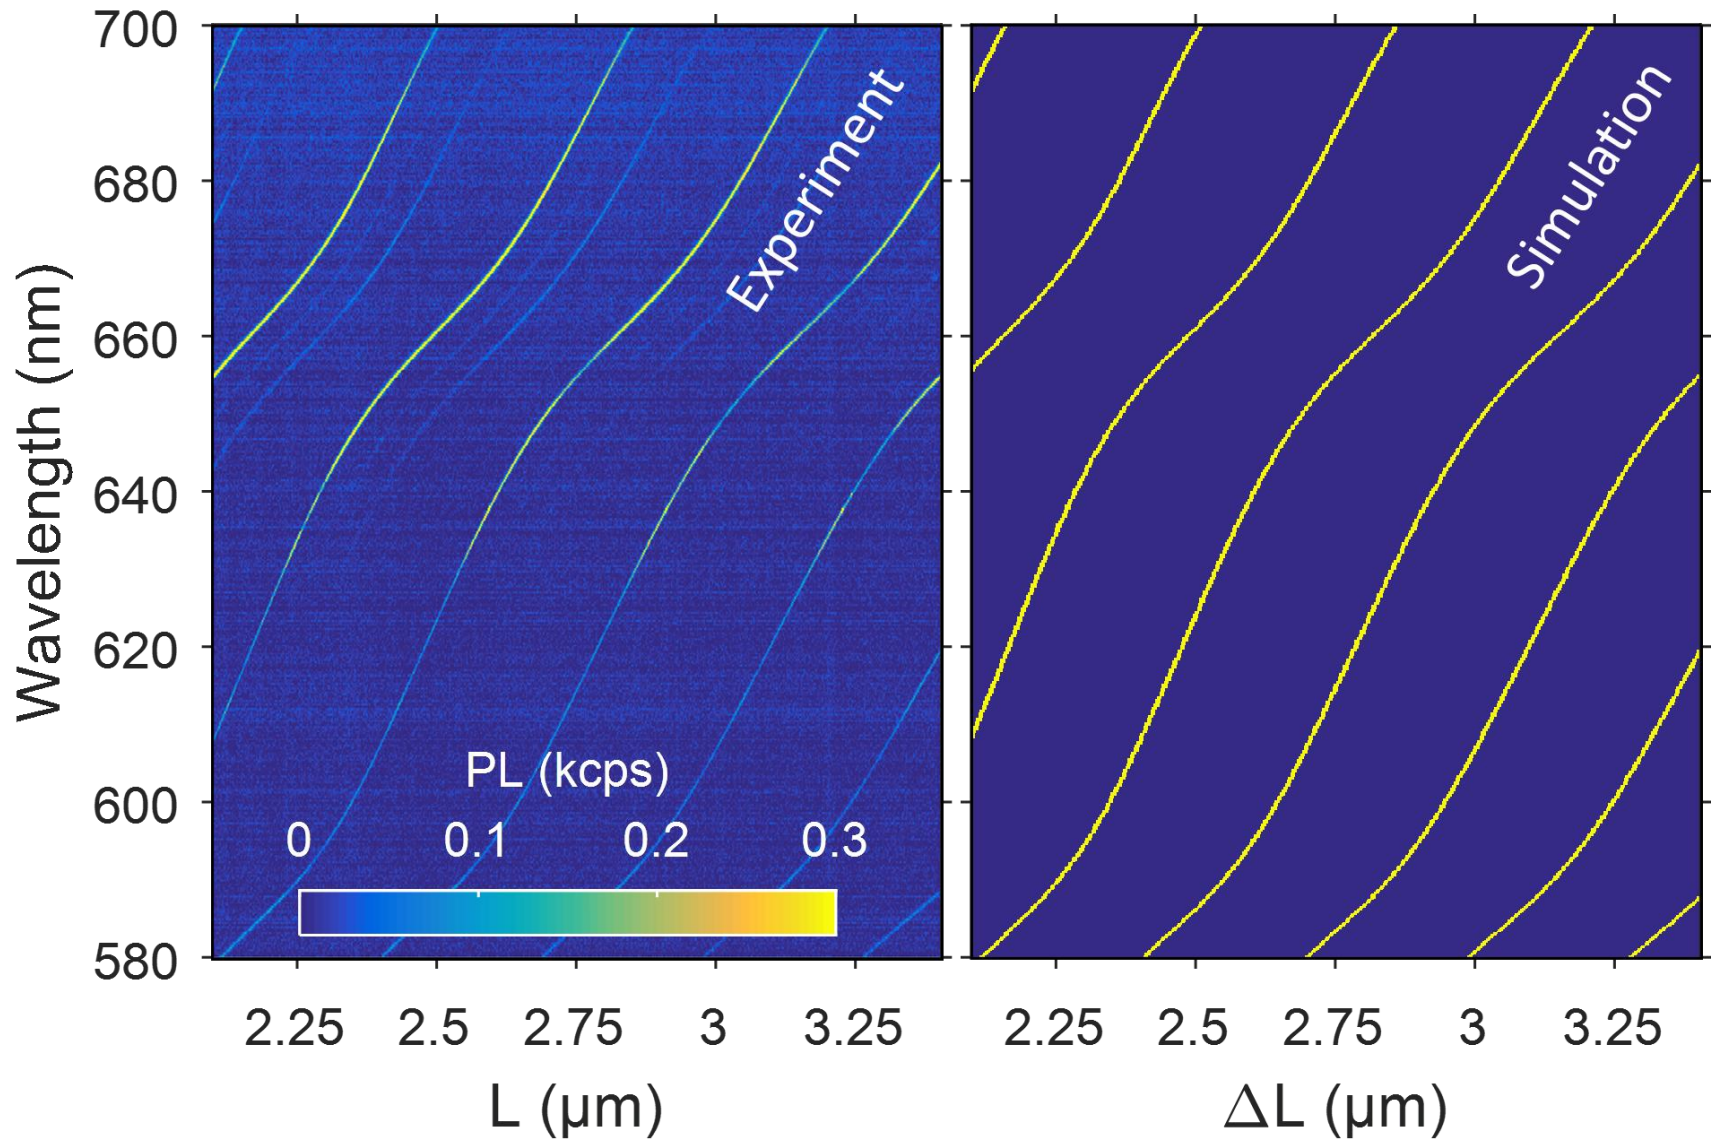 Wavelength (nm)
700
680
660
640
620
600
580
Experiment
PL (kcps)
0 0.1 0.2 0.3
2.25 2.5 2.75 3 3.25
L (µm)
Simulation
2.25 2.5 2.75 3 3.25
ΔL (µm)